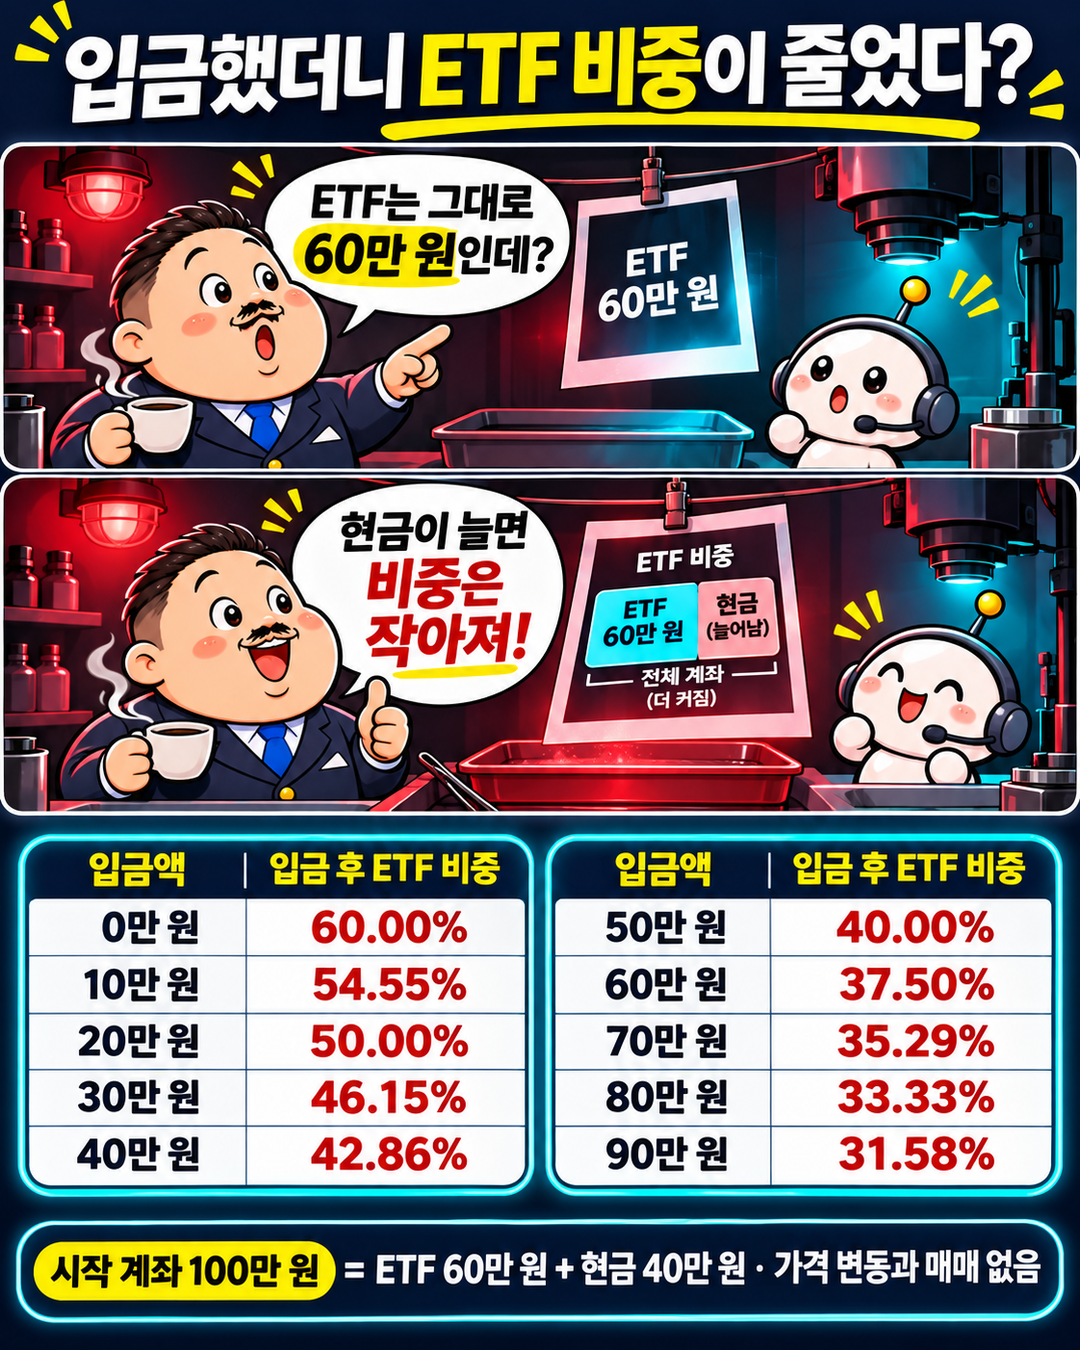 입금했더니 ETF 비중이 줄었다?
ETF는 그대로
60만 원인데?
ETF
60만 원
현금이 늘면
비중은
작아져!
ETF 비중
ETF
60만 원
현금
(늘어남)
전체 계좌
(더 커짐)
입금액 | 입금 후 ETF 비중
0만 원 60.00%
10만 원 54.55%
20만 원 50.00%
30만 원 46.15%
40만 원 42.86%
입금액 | 입금 후 ETF 비중
50만 원 40.00%
60만 원 37.50%
70만 원 35.29%
80만 원 33.33%
90만 원 31.58%
시작 계좌 100만 원 = ETF 60만 원 + 현금 40만 원 · 가격 변동과 매매 없음